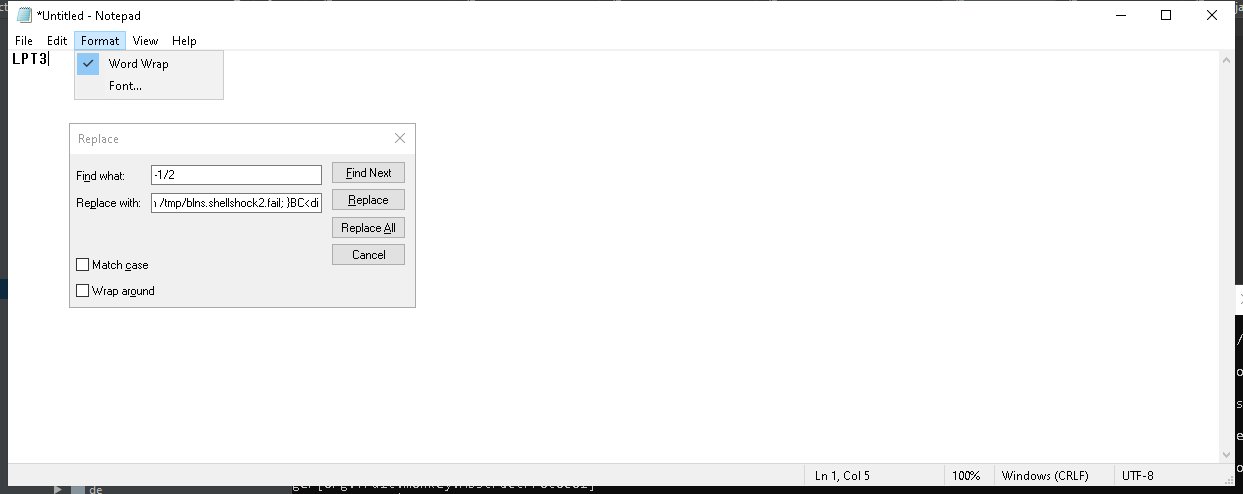 *Untitled - Notepad
File Edit Format View Help
LPT3
Word Wrap
Font...
Replace
Find what: -1/2 Find Next
Replace with: /tmp/blns.shellshock2.fail; }BC<di Replace
Replace All
Cancel
Match case
Wrap around
Ln 1, Col 5 100% Windows (CRLF) UTF-8
de